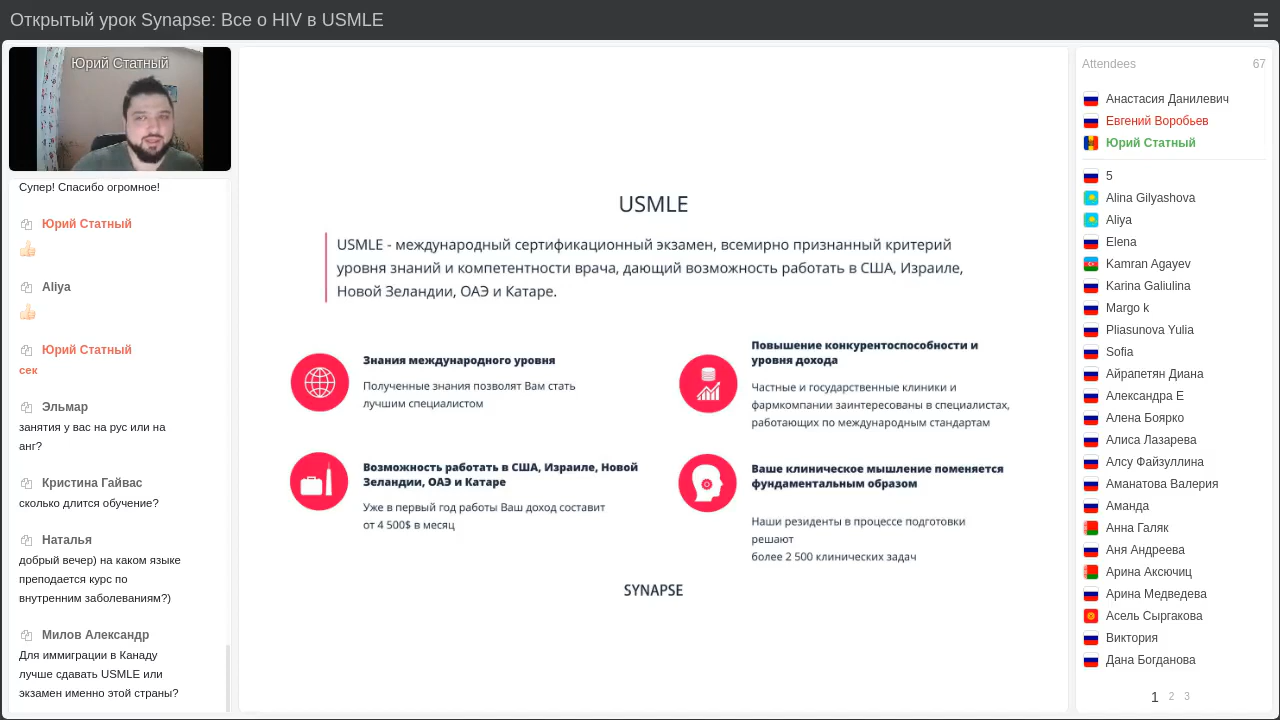 Открытый урок Synapse: Все о HIV в USMLE
Юрий Статный
Супер! Спасибо огромное!
Юрий Статный
Aliya
Юрий Статный
сек
Эльмар
занятия у вас на рус или на
анг?
Кристина Гайвас
сколько длится обучение?
Наталья
добрый вечер) на каком языке
преподается курс по
внутренним заболеваниям?)
Милов Александр
Для иммиграции в Канаду
лучше сдавать USMLE или
экзамен именно этой страны?
USMLE
USMLE - международный сертификационный экзамен, всемирно признанный критерий
уровня знаний и компетентности врача, дающий возможность работать в США, Израиле,
Новой Зеландии, ОАЭ и Катаре.
Знания международного уровня
Полученные знания позволят Вам стать
лучшим специалистом
Повышение конкурентоспособности и
уровня дохода
Частные и государственные клиники и
фармкомпании заинтересованы в специалистах,
работающих по международным стандартам
Возможность работать в США, Израиле, Новой
Зеландии, ОАЭ и Катаре
Уже в первый год работы Ваш доход составит
от 4 500$ в месяц
Ваше клиническое мышление поменяется
фундаментальным образом
Наши резиденты в процессе подготовки
решают
более 2 500 клинических задач
SYNAPSE
Attendees 67
Анастасия Данилевич
Евгений Воробьев
Юрий Статный
5
Alina Gilyashova
Aliya
Elena
Kamran Agayev
Karina Galiulina
Margo k
Pliasunova Yulia
Sofia
Айрапетян Диана
Александра Е
Алена Боярко
Алиса Лазарева
Алсу Файзуллина
Аманатова Валерия
Аманда
Анна Галяк
Аня Андреева
Арина Аксючиц
Арина Медведева
Асель Сыргакова
Виктория
Дана Богданова
1 2 3